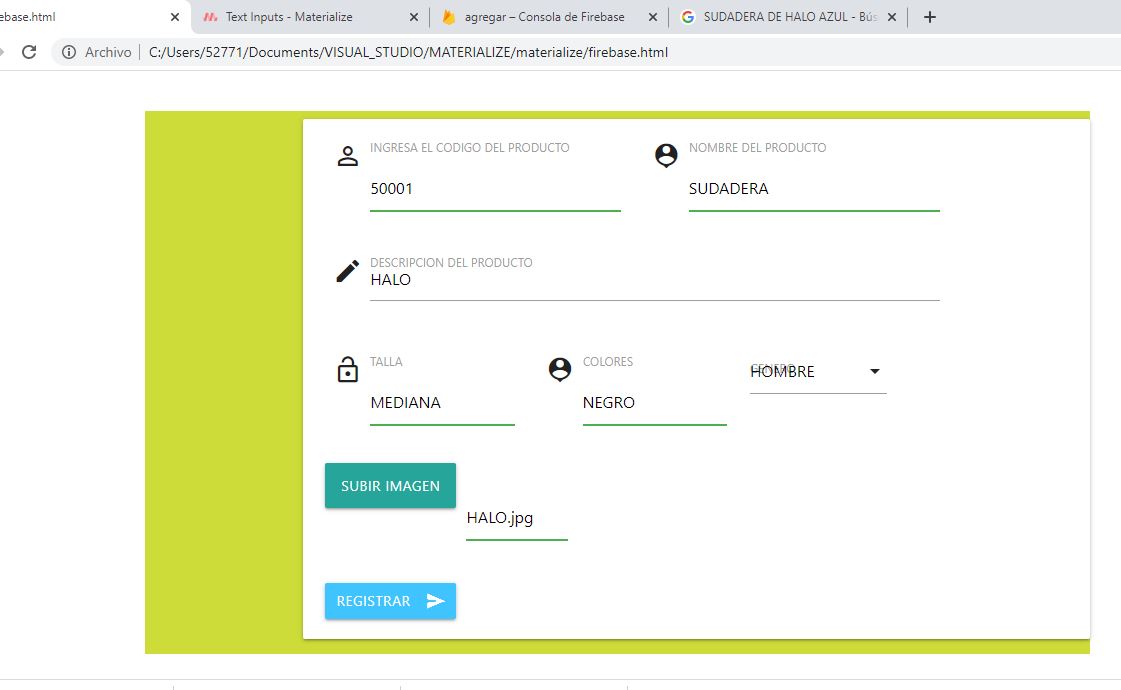 ebase.html
Text Inputs - Materialize
agregar – Consola de Firebase
SUDADERA DE HALO AZUL - Bús
Archivo
C:/Users/52771/Documents/VISUAL_STUDIO/MATERIALIZE/materialize/firebase.html
INGRESA EL CODIGO DEL PRODUCTO
NOMBRE DEL PRODUCTO
50001
SUDADERA
DESCRIPCION DEL PRODUCTO
HALO
TALLA
COLORES
HOMBRE
MEDIANA
NEGRO
SUBIR IMAGEN
HALO.jpg
REGISTRAR